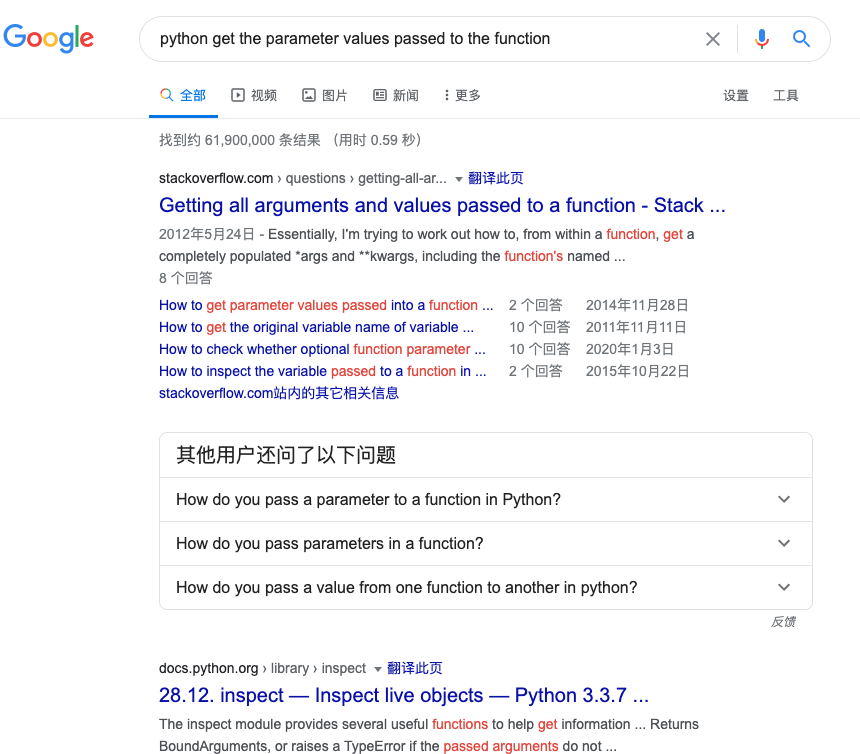 Google
python get the parameter values passed to the function
全部 视频 图片 新闻 更多 设置 工具
找到约 61,900,000 条结果 （用时 0.59 秒）
stackoverflow.com › questions › getting-all-ar... 翻译此页
Getting all arguments and values passed to a function - Stack ...
2012年5月24日 - Essentially, I'm trying to work out how to, from within a function, get a
completely populated *args and **kwargs, including the function's named ...
8 个回答
How to get parameter values passed into a function ... 2 个回答 2014年11月28日
How to get the original variable name of variable ... 10 个回答 2011年11月11日
How to check whether optional function parameter ... 10 个回答 2020年1月3日
How to inspect the variable passed to a function in ... 2 个回答 2015年10月22日
stackoverflow.com站内的其它相关信息
其他用户还问了以下问题
How do you pass a parameter to a function in Python?
How do you pass parameters in a function?
How do you pass a value from one function to another in python?
反馈
docs.python.org › library › inspect 翻译此页
28.12. inspect — Inspect live objects — Python 3.3.7 ...
The inspect module provides several useful functions to help get information ... Returns
BoundArguments, or raises a TypeError if the passed arguments do not ...